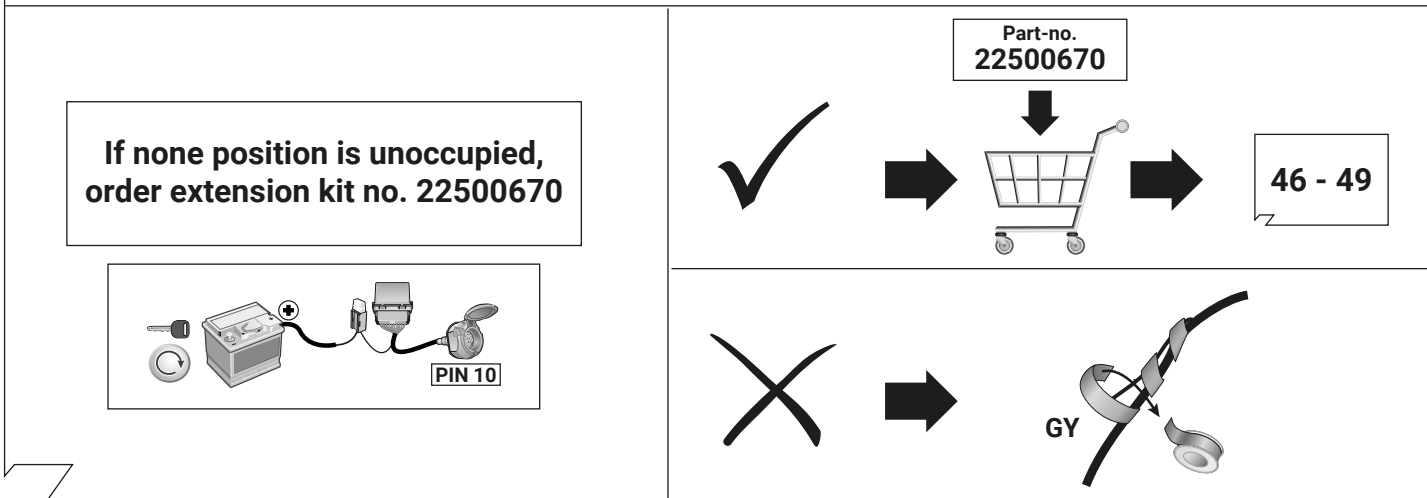 If none position is unoccupied,
order extension kit no. 22500670
PIN 10
Part-no.
22500670
46 - 49
GY